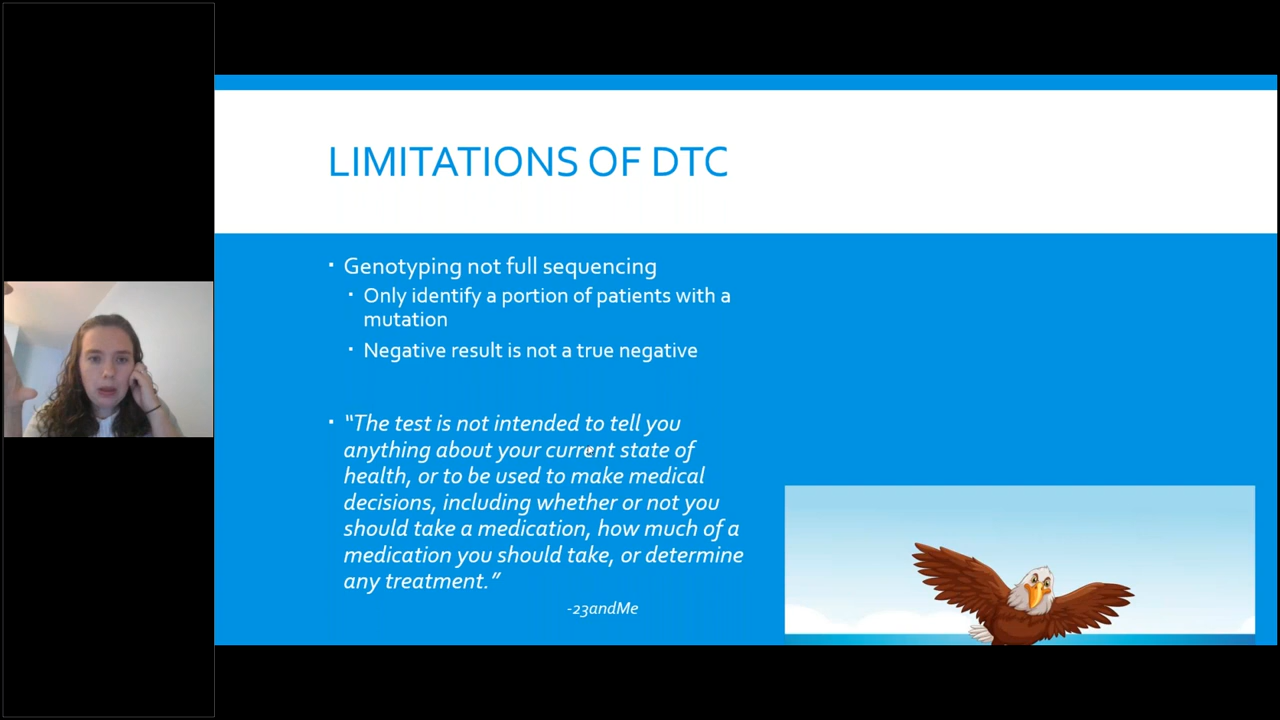 LIMITATIONS OF DTC
▪ Genotyping not full sequencing
▪ Only identify a portion of patients with a
mutation
▪ Negative result is not a true negative
▪ “The test is not intended to tell you
anything about your current state of
health, or to be used to make medical
decisions, including whether or not you
should take a medication, how much of a
medication you should take, or determine
any treatment.”
-23andMe